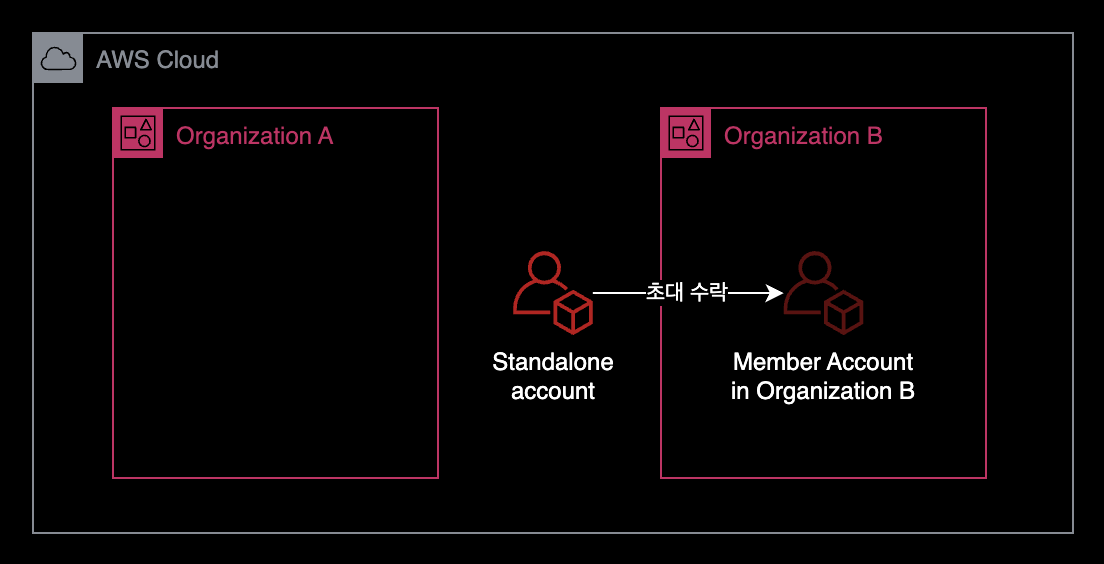 AWS Cloud
Organization A
Organization B
초대 수락
Standalone
account
Member Account
in Organization B